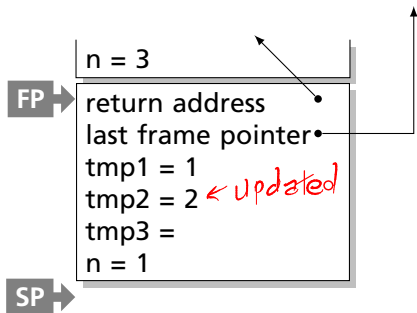 n = 3
FP
return address
last frame pointer
tmp1 = 1
tmp2 = 2 updated
tmp3 =
n = 1
SP